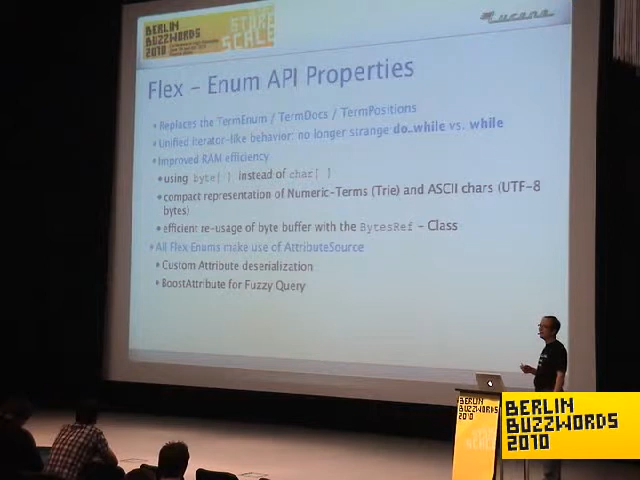 BERLIN
BUZZWORDS
2010
STORE
SCALE
Lucene
Flex - Enum API Properties
• Replaces the TermEnum / TermDocs / TermPositions
• Unified iterator-like behavior: no longer strange do..while vs. while
• Improved RAM efficiency
• using byte[ ] instead of char[ ]
• compact representation of Numeric-Terms (Trie) and ASCII chars (UTF-8
bytes)
• efficient re-usage of byte buffer with the BytesRef - Class
• All Flex Enums make use of AttributeSource
• Custom Attribute deserialization
• BoostAttribute for Fuzzy Query
BERLIN
BUZZWORDS
2010
BERLIN
BUZZWORDS
2010